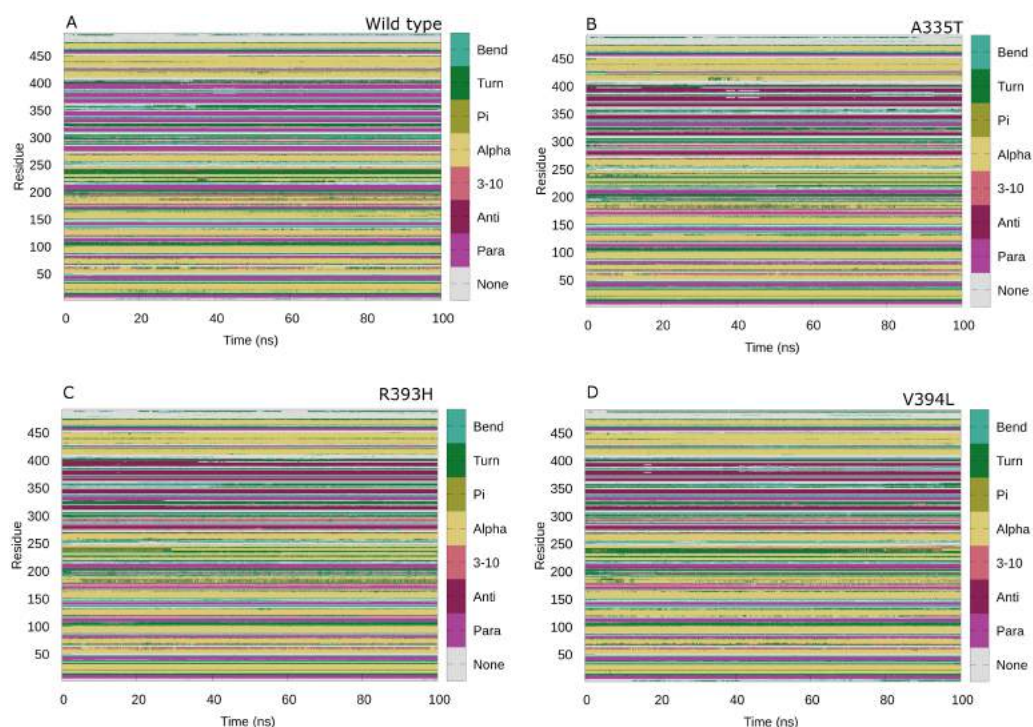 A
Wild type
450
400
350
300
250
200
150
100
50
Residue
0
20
40
60
80
100
Time (ns)
Bend
Turn
Pi
Alpha
3-10
Anti
Para
None
B
A335T
450
400
350
300
250
200
150
100
50
Residue
0
20
40
60
80
100
Time (ns)
Bend
Turn
Pi
Alpha
3-10
Anti
Para
None
C
R393H
450
400
350
300
250
200
150
100
50
Residue
0
20
40
60
80
100
Time (ns)
Bend
Turn
Pi
Alpha
3-10
Anti
Para
None
D
V394L
450
400
350
300
250
200
150
100
50
Residue
0
20
40
60
80
100
Time (ns)
Bend
Turn
Pi
Alpha
3-10
Anti
Para
None